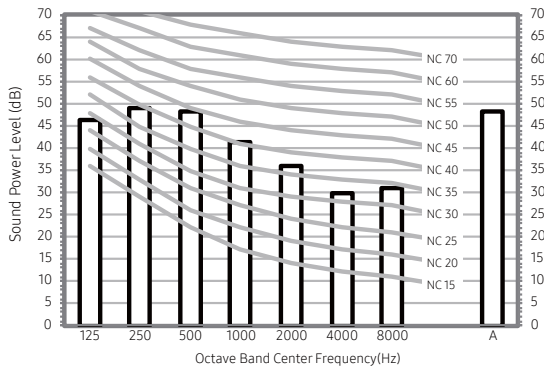 70 70
65 65
60 60
55 55
50 50
45 45
40 40
35 35
30 30
25 25
20 20
15 15
10 10
5 5
0 0
NC 70
NC 60
NC 55
NC 50
NC 45
NC 40
NC 35
NC 30
NC 25
NC 20
NC 15
Sound Power Level (dB)
125 250 500 1000 2000 4000 8000 A
Octave Band Center Frequency(Hz)